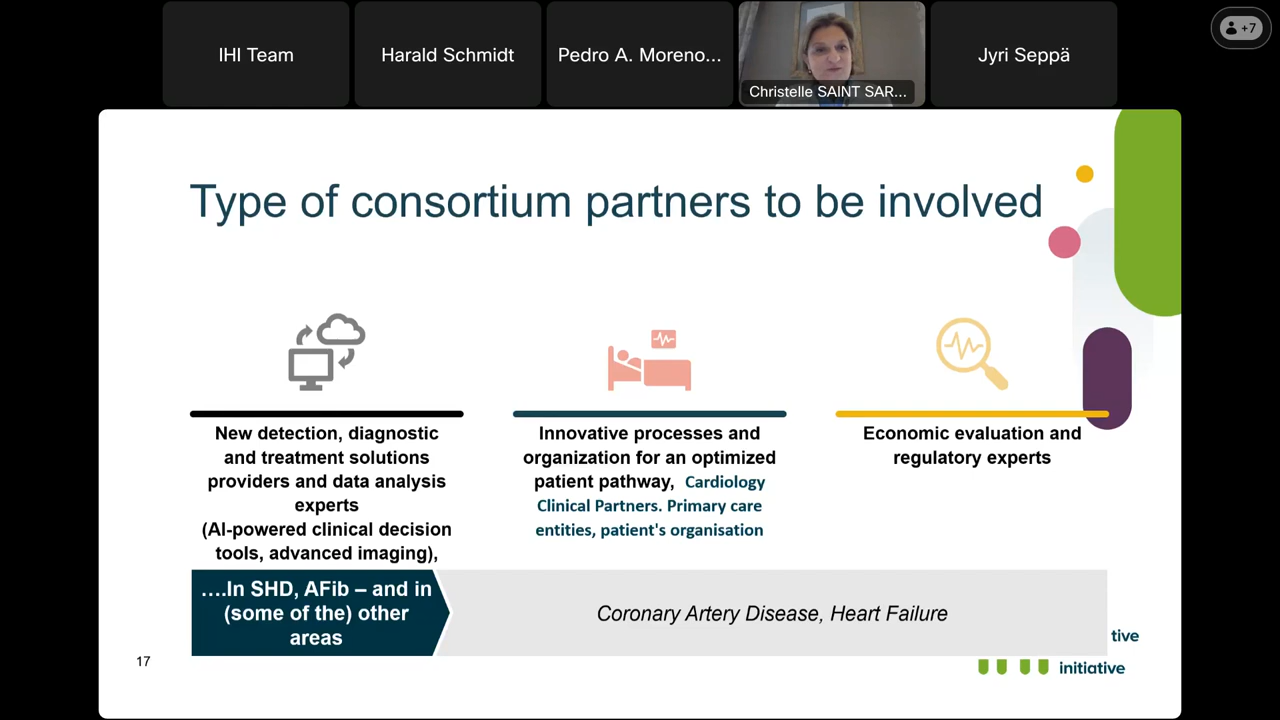 IHI Team
Harald Schmidt
Pedro A. Moreno...
Christelle SAINT SAR...
Jyri Seppä
+7
Type of consortium partners to be involved
New detection, diagnostic
and treatment solutions
providers and data analysis
experts
(AI-powered clinical decision
tools, advanced imaging),
Innovative processes and
organization for an optimized
patient pathway, Cardiology
Clinical Partners. Primary care
entities, patient's organisation
Economic evaluation and
regulatory experts
….In SHD, AFib – and in
(some of the) other
areas
Coronary Artery Disease, Heart Failure
tive
initiative
17